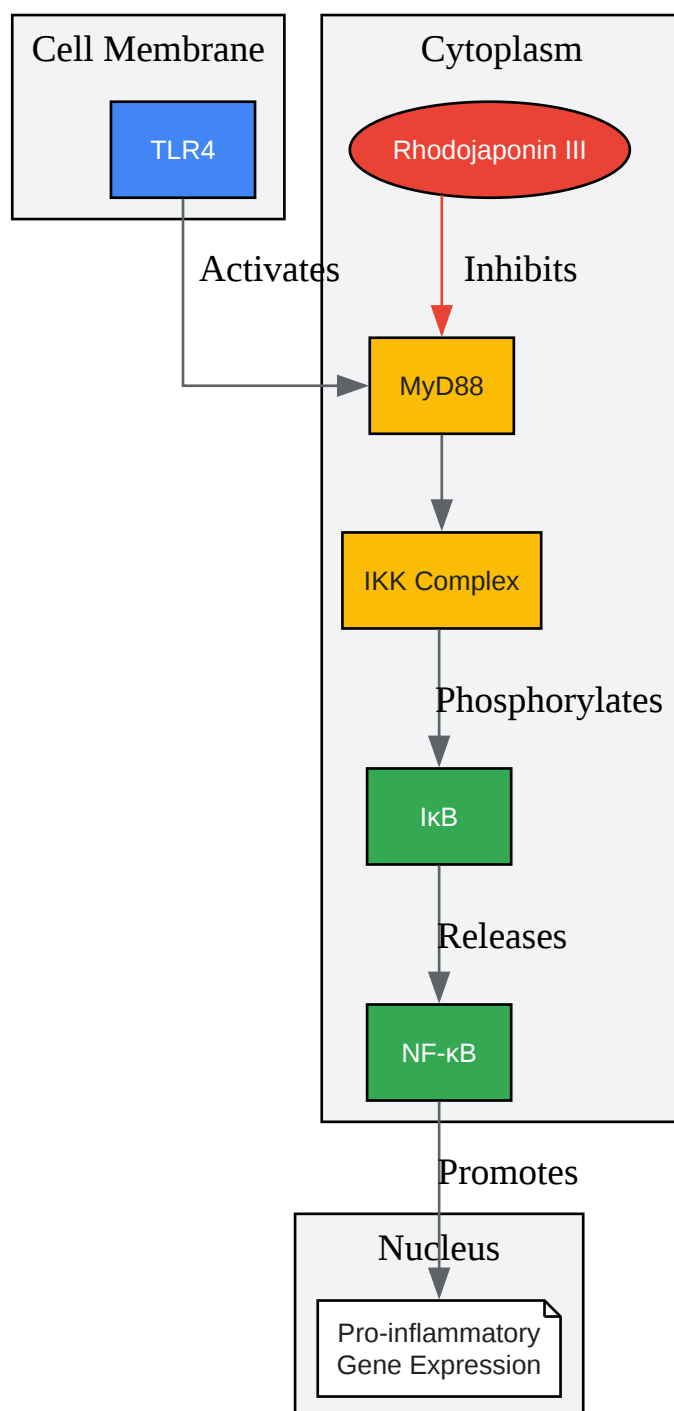 Cell Membrane
Cytoplasm
TLR4
Rhodojaponin III
Activates
Inhibits
MyD88
IKK Complex
Phosphorylates
IκB
Releases
NF-κB
Promotes
Nucleus
Pro-inflammatory
Gene Expression